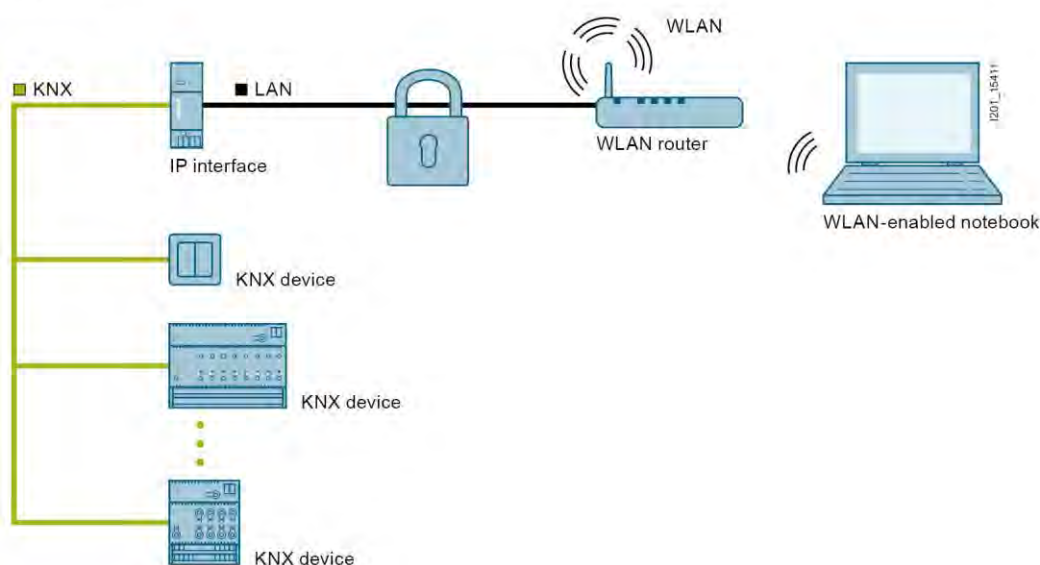 WLAN
KNX
LAN
I201_15411
WLAN router
IP interface
WLAN-enabled notebook
KNX device
KNX device
KNX device